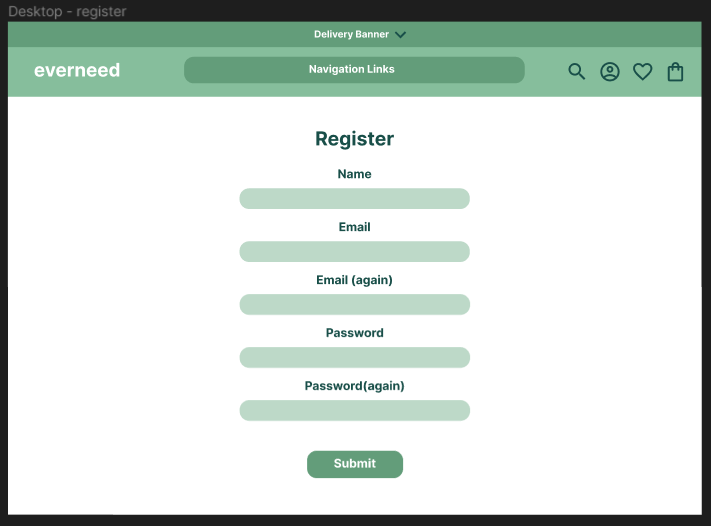 Desktop - register
Delivery Banner
everneed
Navigation Links
Register
Name
Email
Email (again)
Password
Password(again)
Submit